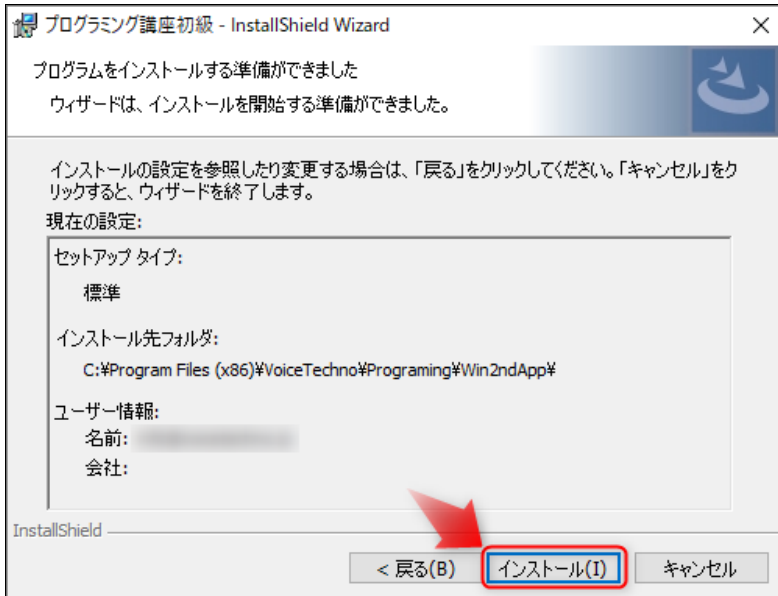 プログラミング講座初級 - InstallShield Wizard
プログラムをインストールする準備ができました
ウィザードは、インストールを開始する準備ができました。
インストールの設定を参照したり変更する場合は、「戻る」をクリックしてください。「キャンセル」をク
リックすると、ウィザードを終了します。
現在の設定:
セットアップ タイプ:
標準
インストール先フォルダ:
C:¥Program Files (x86)¥VoiceTechno¥Programing¥Win2ndApp¥
ユーザー情報:
名前:
会社:
InstallShield
< 戻る(B)
インストール(I)
キャンセル